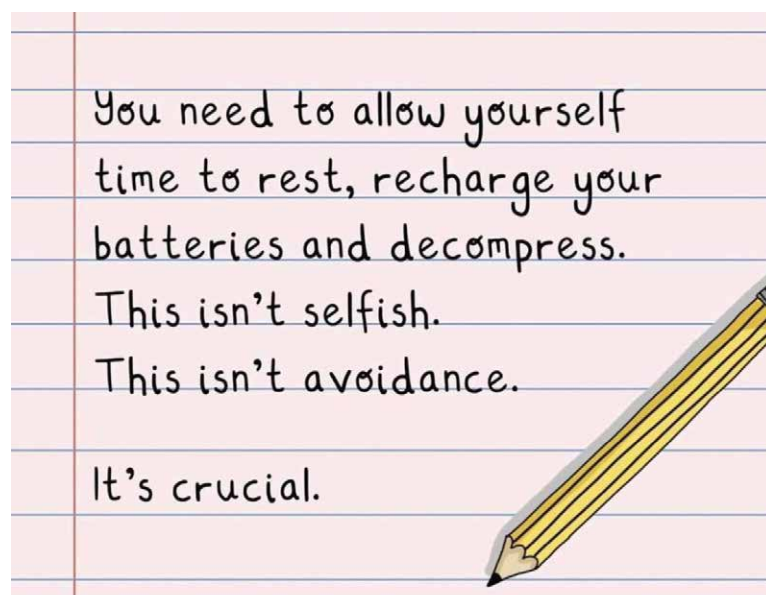 You need to allow yourself
time to rest, recharge your
batteries and decompress.
This isn't selfish.
This isn't avoidance.
It's crucial.